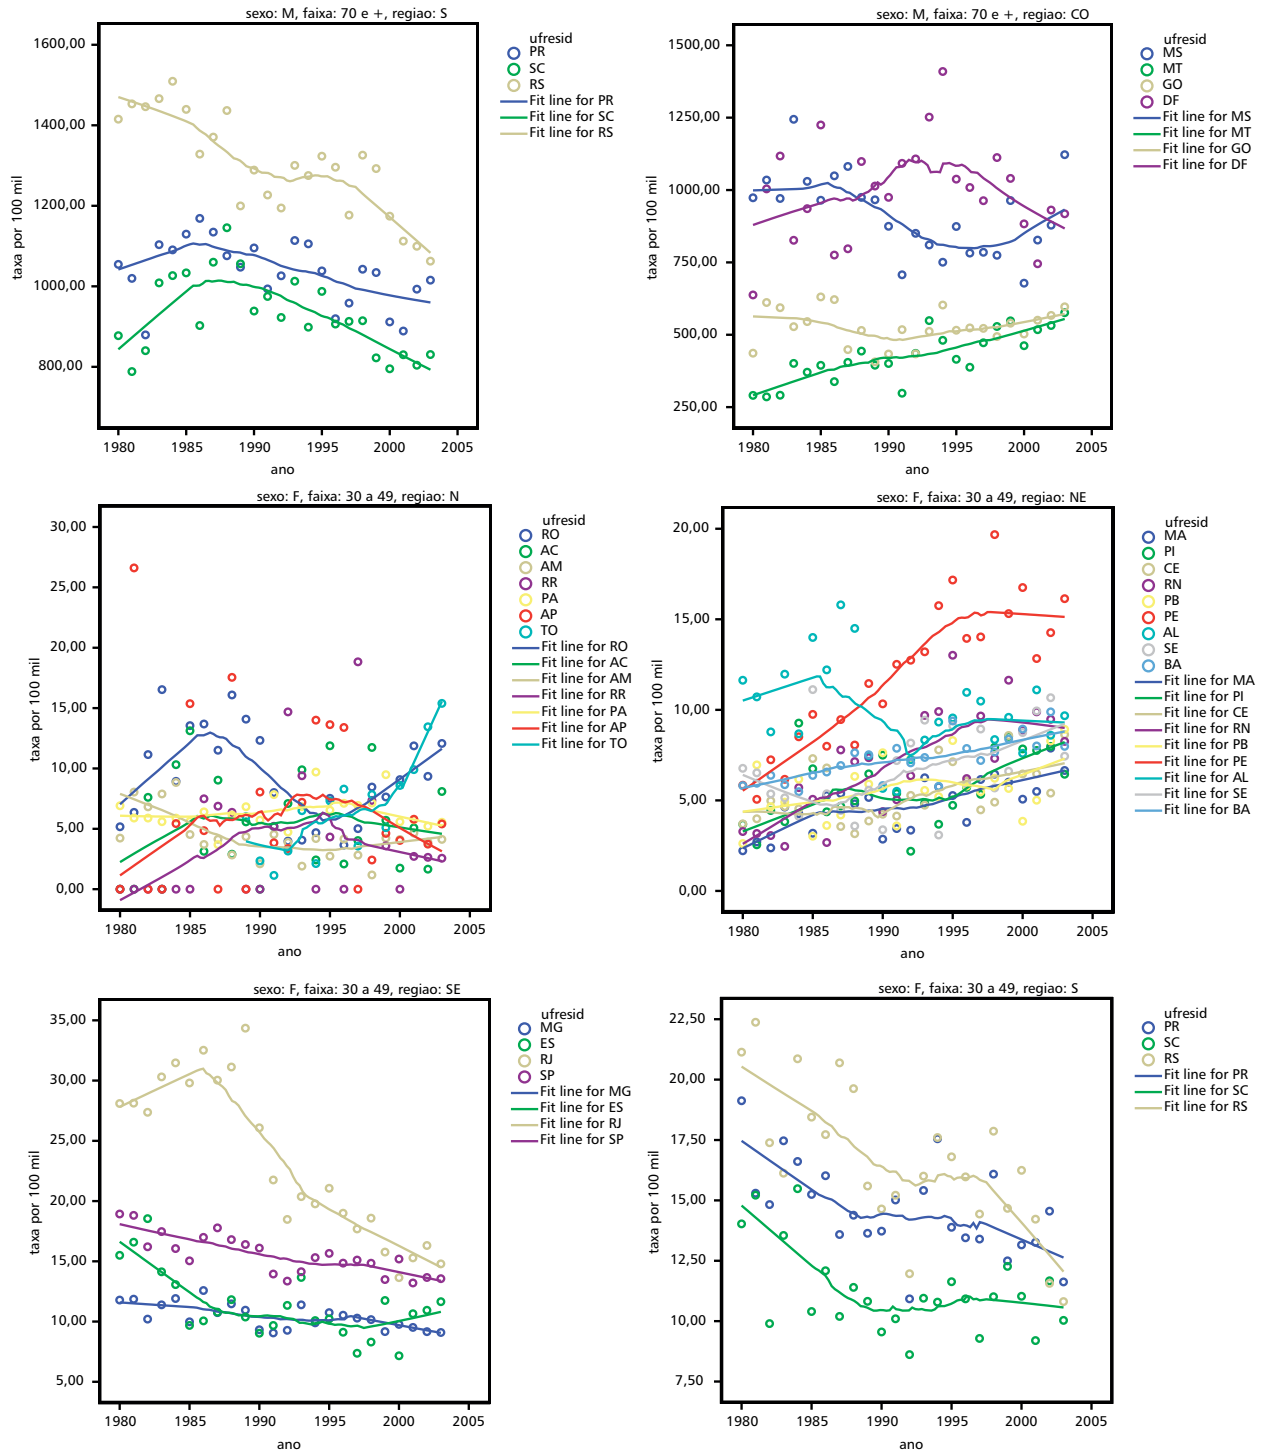 sexo: M, faixa: 70 e +, regiao: S
1600,00
1400,00
1200,00
1000,00
800,00
taxa por 100 mil
1980 1985 1990 1995 2000 2005
ano
ufresid
PR
SC
RS
Fit line for PR
Fit line for SC
Fit line for RS
sexo: M, faixa: 70 e +, regiao: CO
1500,00
1250,00
1000,00
750,00
500,00
250,00
taxa por 100 mil
1980 1985 1990 1995 2000 2005
ano
ufresid
MS
MT
GO
DF
Fit line for MS
Fit line for MT
Fit line for GO
Fit line for DF
sexo: F, faixa: 30 a 49, regiao: N
30,00
25,00
20,00
15,00
10,00
5,00
0,00
taxa por 100 mil
1980 1985 1990 1995 2000 2005
ano
ufresid
RO
AC
AM
RR
PA
AP
TO
Fit line for RO
Fit line for AC
Fit line for AM
Fit line for RR
Fit line for PA
Fit line for AP
Fit line for TO
sexo: F, faixa: 30 a 49, regiao: NE
20,00
15,00
10,00
5,00
0,00
taxa por 100 mil
1980 1985 1990 1995 2000 2005
ano
ufresid
MA
PI
CE
RN
PB
PE
AL
SE
BA
Fit line for MA
Fit line for PI
Fit line for CE
Fit line for RN
Fit line for PB
Fit line for PE
Fit line for AL
Fit line for SE
Fit line for BA
sexo: F, faixa: 30 a 49, regiao: SE
35,00
30,00
25,00
20,00
15,00
10,00
5,00
taxa por 100 mil
1980 1985 1990 1995 2000 2005
ano
ufresid
MG
ES
RJ
SP
Fit line for MG
Fit line for ES
Fit line for RJ
Fit line for SP
sexo: F, faixa: 30 a 49, regiao: S
22,50
20,00
17,50
15,00
12,50
10,00
7,50
taxa por 100 mil
1980 1985 1990 1995 2000 2005
ano
ufresid
PR
SC
RS
Fit line for PR
Fit line for SC
Fit line for RS